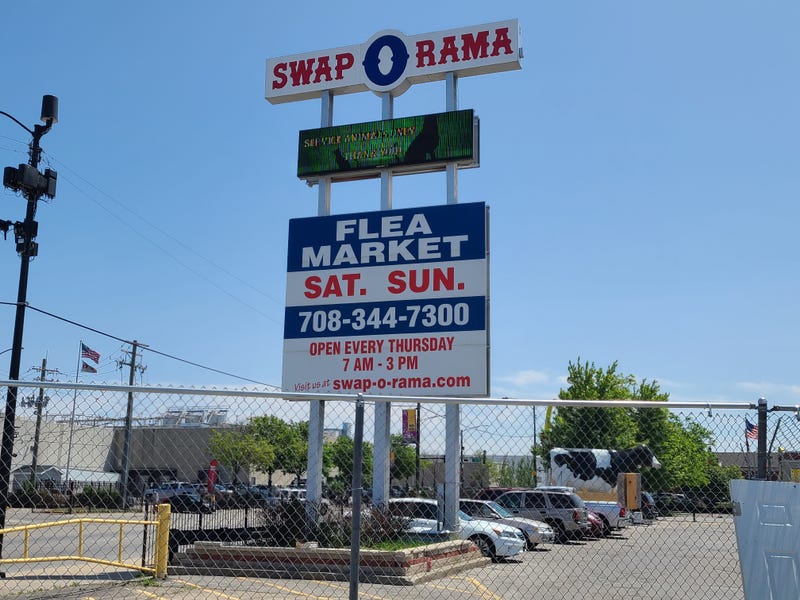 SWAP O RAMA
SERVICE ANIMALS ONLY
THANK YOU!
FLEA
MARKET
SAT. SUN.
708-344-7300
OPEN EVERY THURSDAY
7 AM - 3 PM
Visit us at swap-o-rama.com